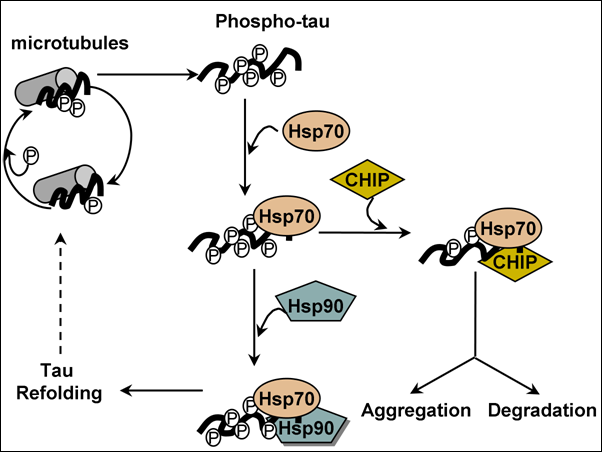 Phospho-tau
microtubules
P
P
P
P
P
P
P
Hsp70
P
P
CHIP
Hsp70
P
P
P
P
Hsp70
P
P
CHIP
Hsp90
Tau
Refolding
Hsp70
P
P
P
P
Hsp90
Aggregation
Degradation